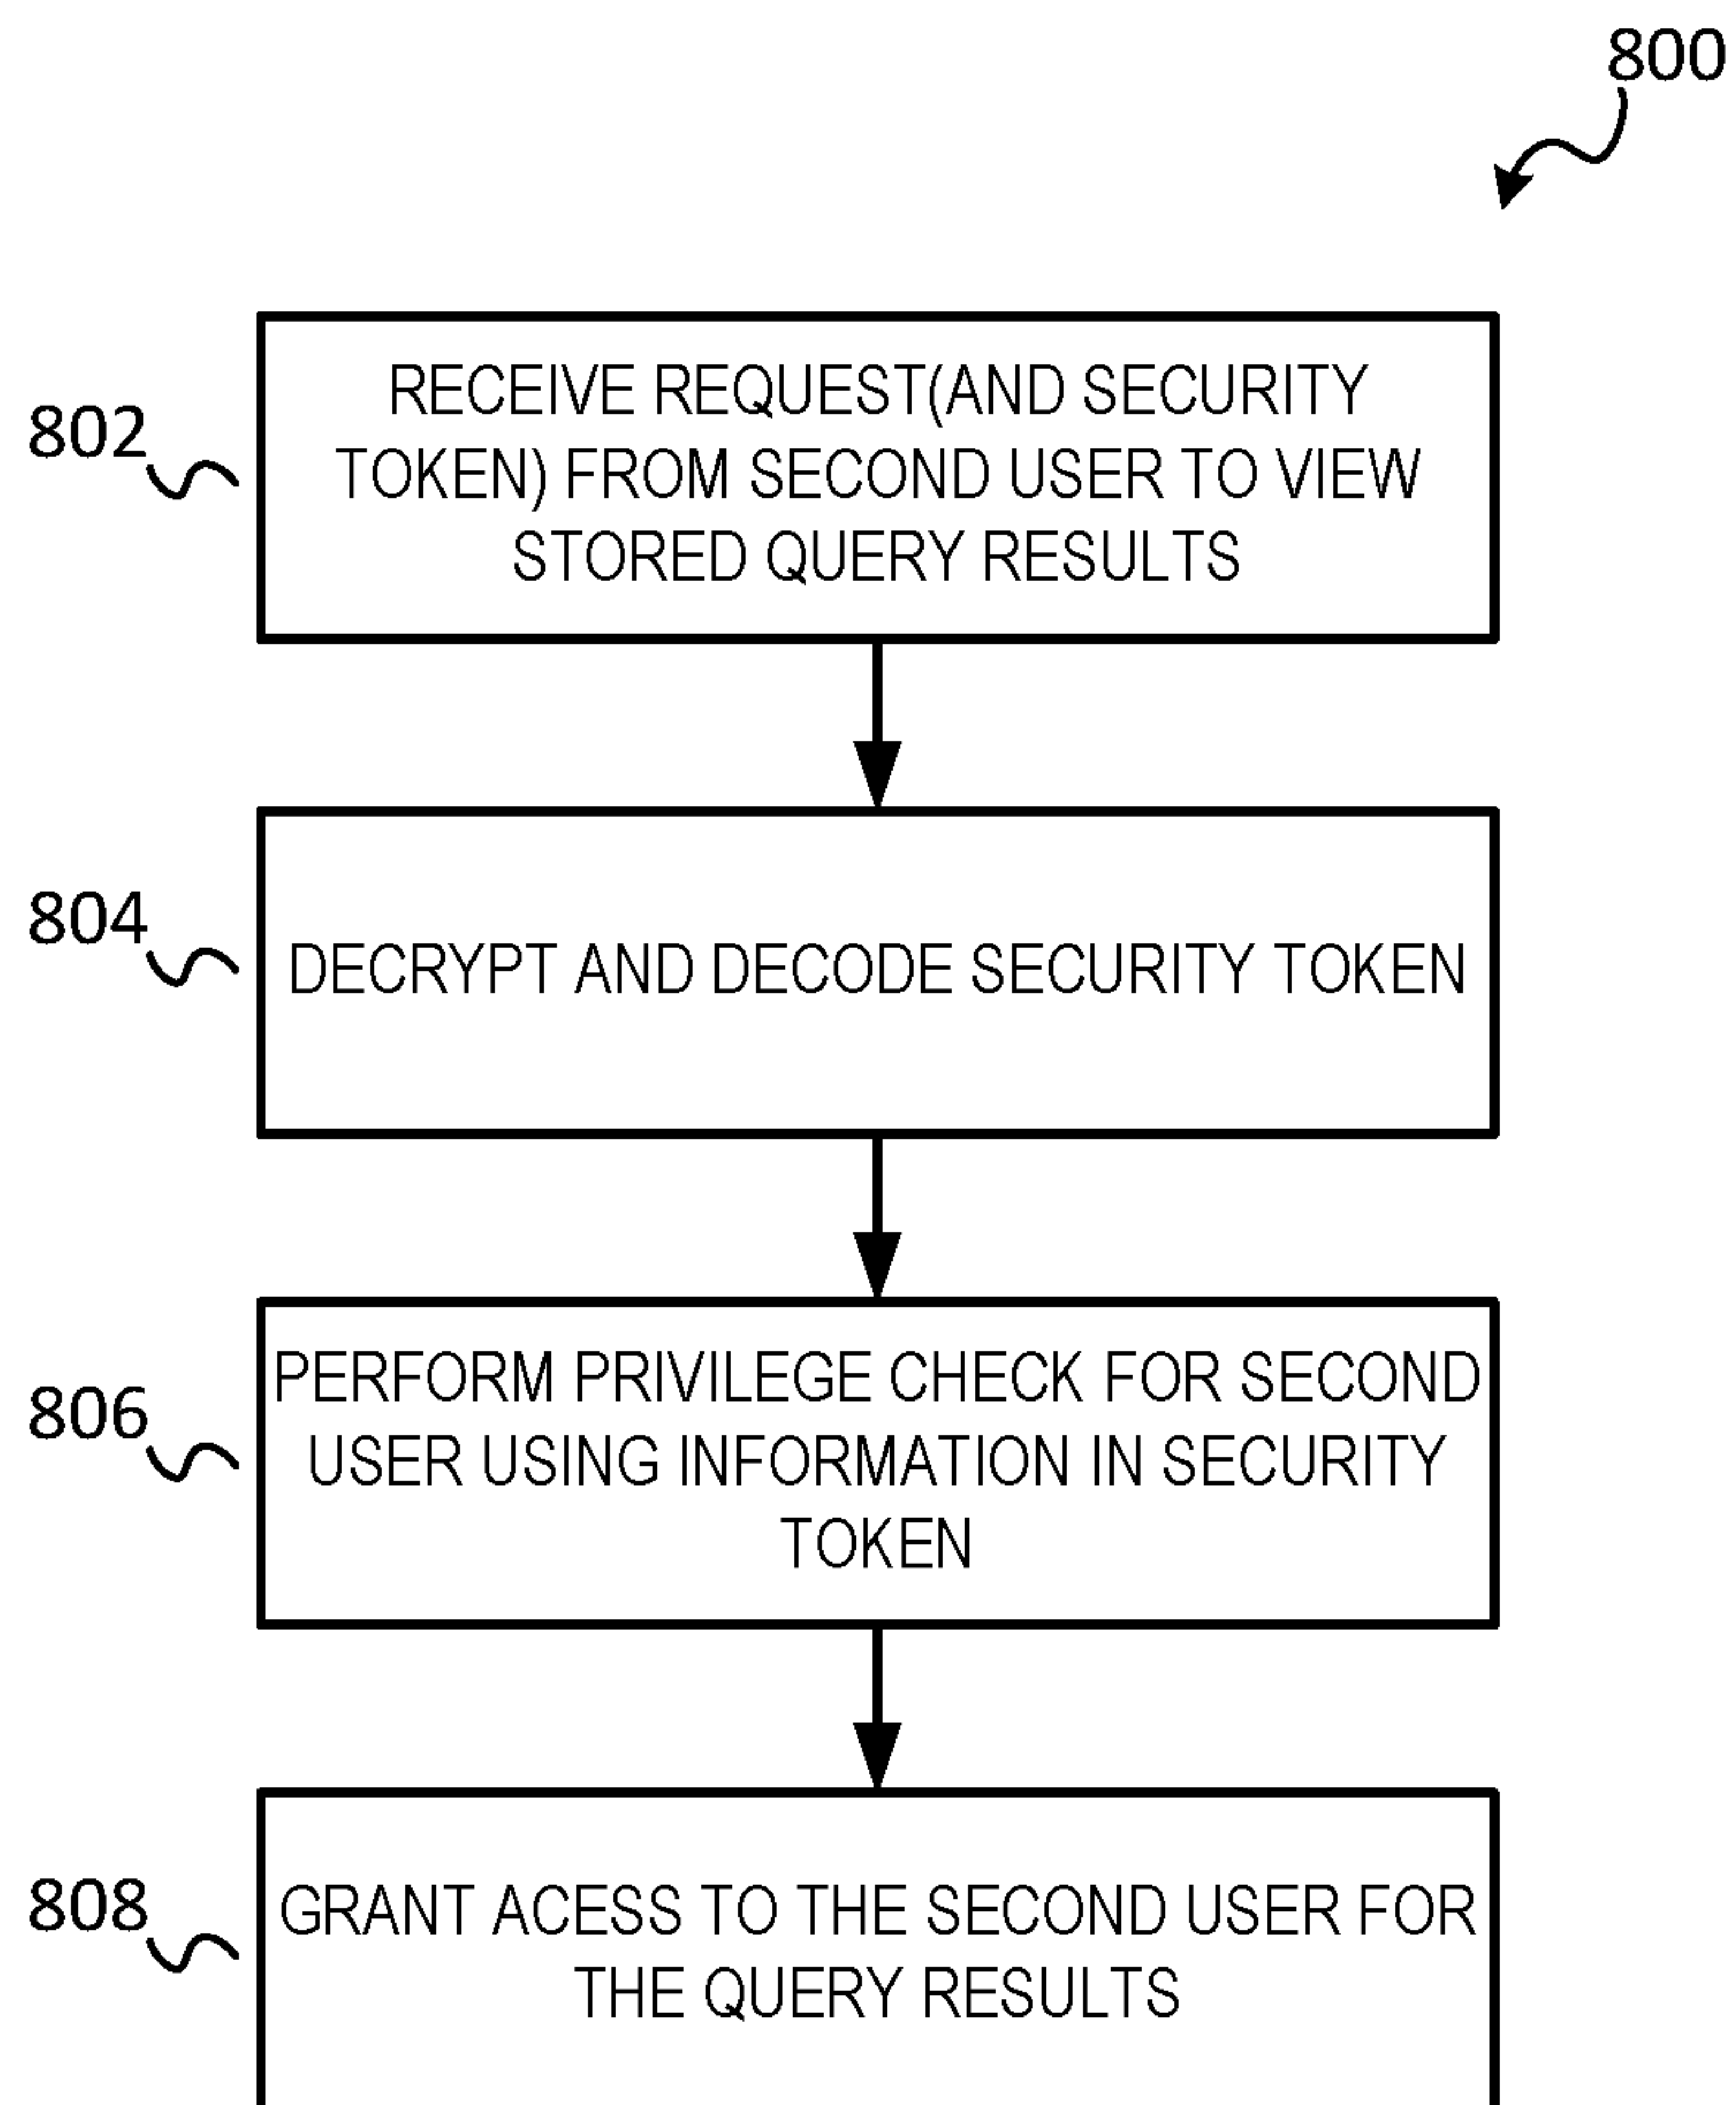 800
802
RECEIVE REQUEST(AND SECURITY
TOKEN) FROM SECOND USER TO VIEW
STORED QUERY RESULTS
804
DECRYPT AND DECODE SECURITY TOKEN
806
PERFORM PRIVILEGE CHECK FOR SECOND
USER USING INFORMATION IN SECURITY
TOKEN
808
GRANT ACESS TO THE SECOND USER FOR
THE QUERY RESULTS